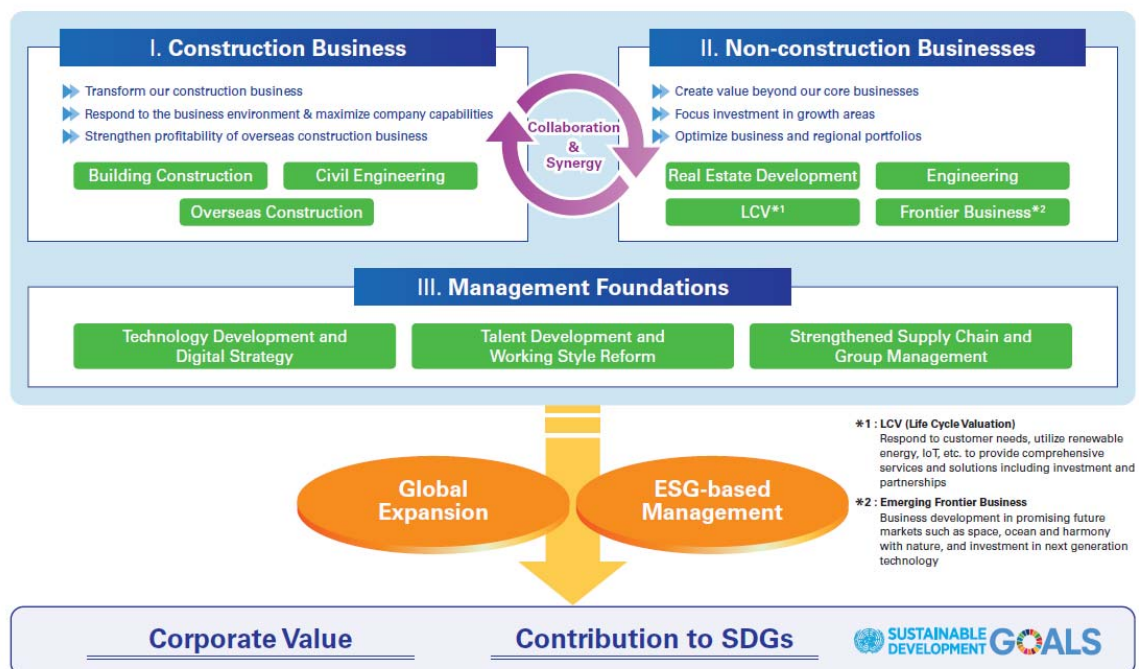 I. Construction Business
Transform our construction business
Respond to the business environment & maximize company capabilities
Strengthen profitability of overseas construction business
Building Construction
Civil Engineering
Overseas Construction
Collaboration
&
Synergy
II. Non-construction Businesses
Create value beyond our core businesses
Focus investment in growth areas
Optimize business and regional portfolios
Real Estate Development
Engineering
LCV*1
Frontier Business*2
III. Management Foundations
Technology Development and
Digital Strategy
Talent Development and
Working Style Reform
Strengthened Supply Chain and
Group Management
Global
Expansion
ESG-based
Management
*1 : LCV (Life Cycle Valuation)
Respond to customer needs, utilize renewable
energy, IoT, etc. to provide comprehensive
services and solutions including investment and
partnerships
*2 : Emerging Frontier Business
Business development in promising future
markets such as space, ocean and harmony
with nature, and investment in next generation
technology
Corporate Value
Contribution to SDGs
SUSTAINABLE
DEVELOPMENT
GOALS